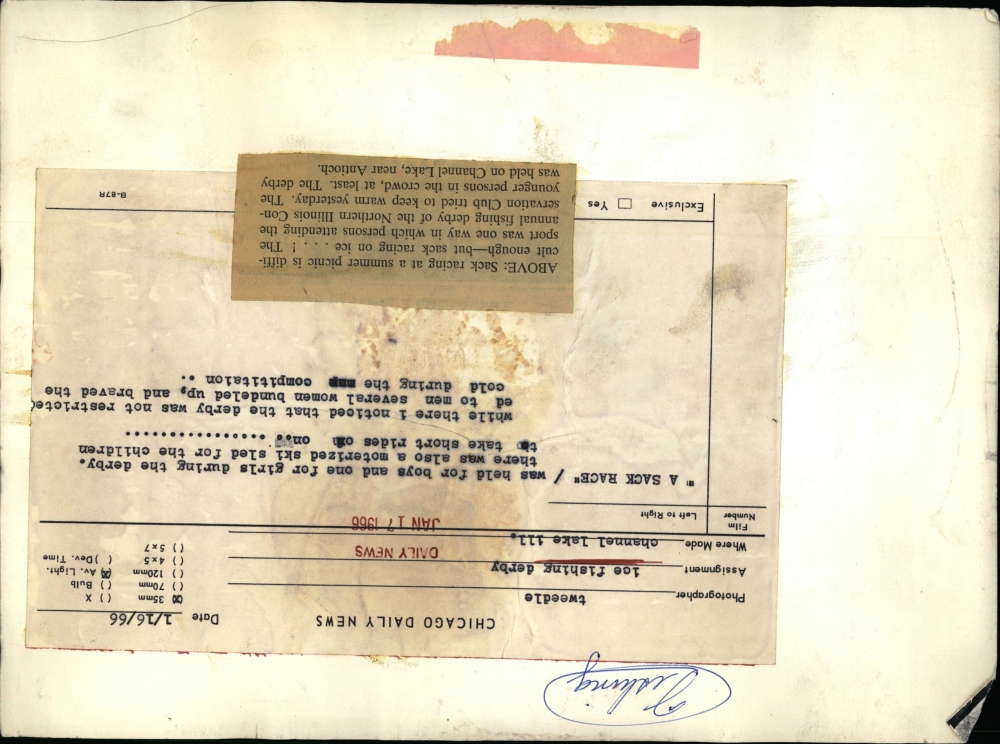 Fishing
CHICAGO DAILY NEWS
Date 1/16/66
Photographer tweedle
Assignment ice fishing derby
Where Made channel lake ill.
(X) 35mm ( ) X
( ) 70mm ( ) Bulb
( ) 120mm (X) Av. Light.
( ) 4x5 ( ) Dev. Time
( ) 5x7
DAILY NEWS
JAN 17 1966
Film Number
Left to Right
" A SACK RACE" / was held for boys and one for girls during the derby.
there was also a moterized ski sled for the children
to take short rides on on..................
while there i noticed that the derby was not restricted
ed to men several women bundeled up, and braved the
cold during the compititaion ..
ABOVE: Sack racing at a summer picnic is diffi-
cult enough—but sack racing on ice . . . ! The
sport was one way in which persons attending the
annual fishing derby of the Northern Illinois Con-
servation Club tried to keep warm yesterday. The
younger persons in the crowd, at least. The derby
was held on Channel Lake, near Antioch.
Exclusive Yes
B-87R